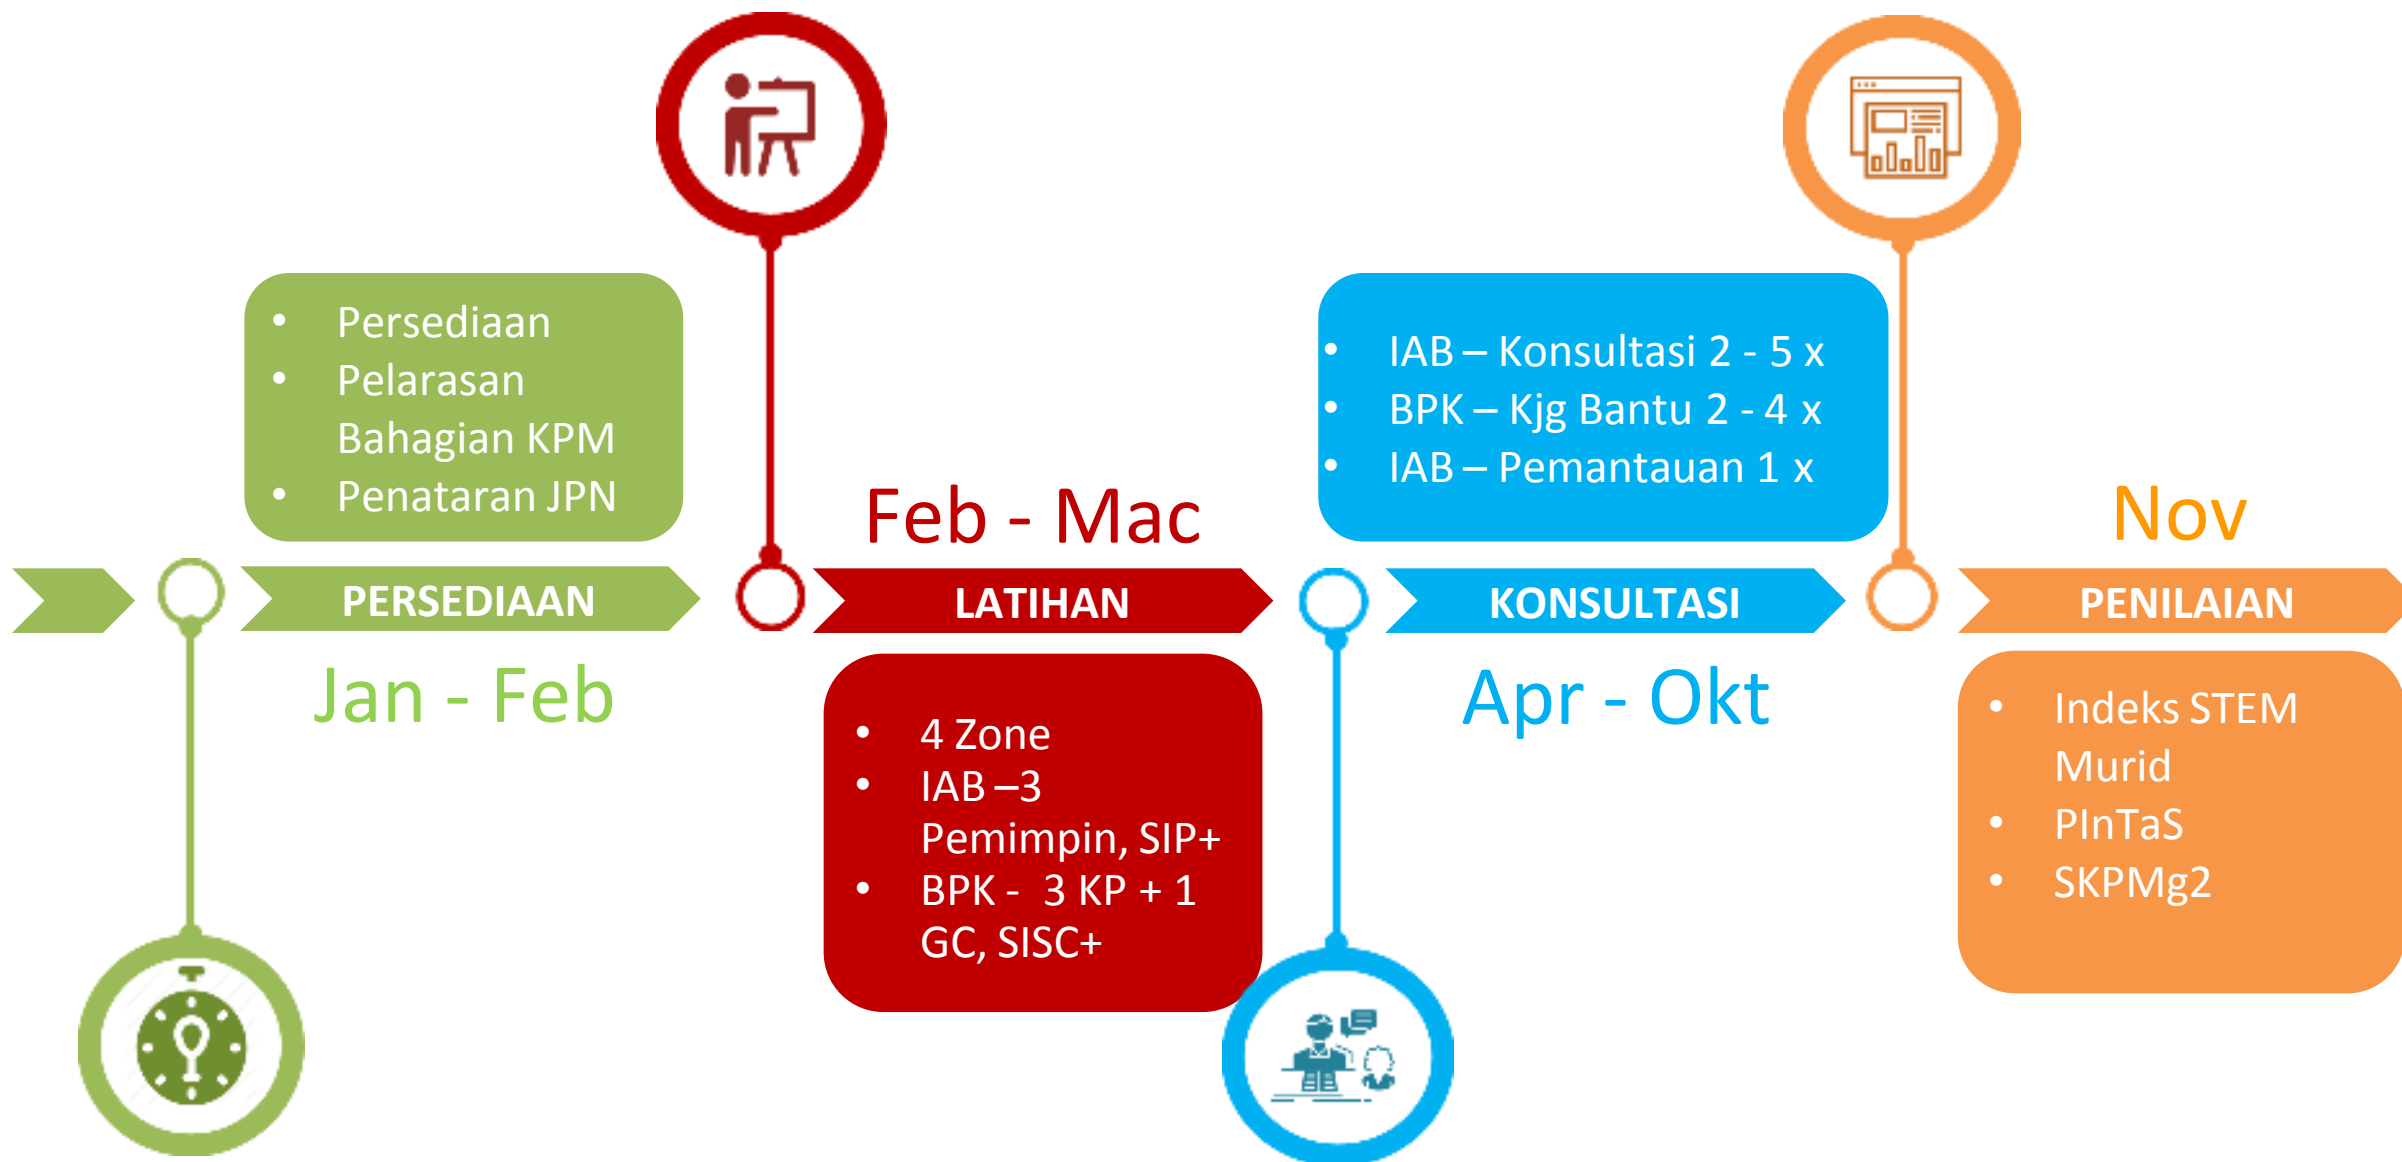 • Persediaan
• Pelarasan
Bahagian KPM
• Penataran JPN
PERSEDIAAN
Jan - Feb
Feb - Mac
LATIHAN
• 4 Zone
• IAB –3
Pemimpin, SIP+
• BPK - 3 KP + 1
GC, SISC+
• IAB – Konsultasi 2 - 5 x
• BPK – Kjg Bantu 2 - 4 x
• IAB – Pemantauan 1 x
KONSULTASI
Apr - Okt
Nov
PENILAIAN
• Indeks STEM
Murid
• PInTaS
• SKPMg2